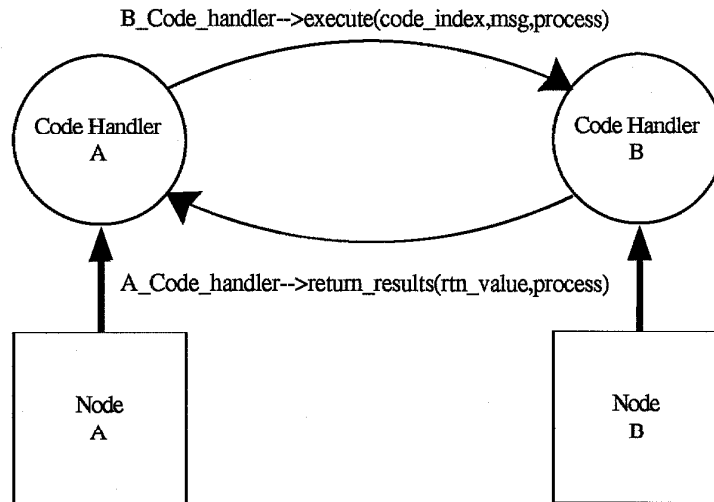 B_Code_handler-->execute(code_index,msg,process)
Code Handler
A
Code Handler
B
A_Code_handler-->return_results(rtn_value,process)
Node
A
Node
B